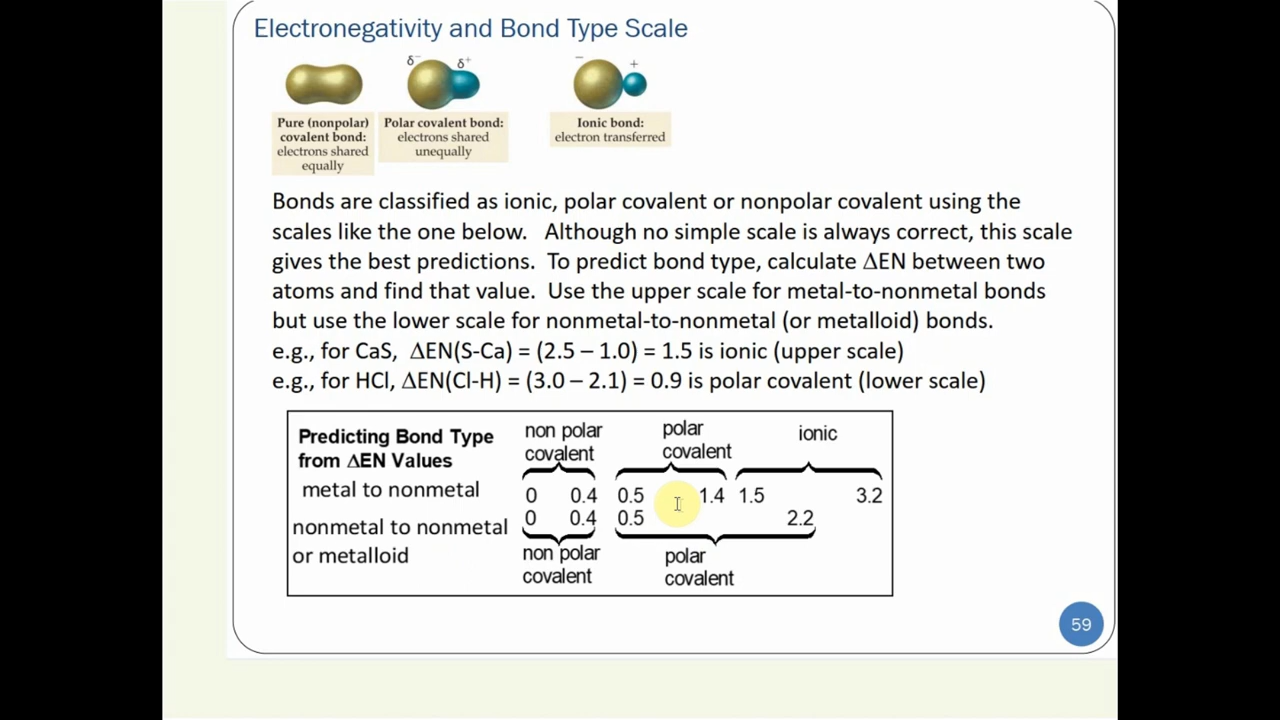 Electronegativity and Bond Type Scale
δ⁻ δ⁺ − +
Pure (nonpolar)
covalent bond:
electrons shared
equally
Polar covalent bond:
electrons shared
unequally
Ionic bond:
electron transferred
Bonds are classified as ionic, polar covalent or nonpolar covalent using the
scales like the one below. Although no simple scale is always correct, this scale
gives the best predictions. To predict bond type, calculate ΔEN between two
atoms and find that value. Use the upper scale for metal-to-nonmetal bonds
but use the lower scale for nonmetal-to-nonmetal (or metalloid) bonds.
e.g., for CaS, ΔEN(S-Ca) = (2.5 – 1.0) = 1.5 is ionic (upper scale)
e.g., for HCl, ΔEN(Cl-H) = (3.0 – 2.1) = 0.9 is polar covalent (lower scale)
Predicting Bond Type
from ΔEN Values
non polar
covalent
polar
covalent
ionic
metal to nonmetal 0 0.4 0.5 1.4 1.5 3.2
nonmetal to nonmetal 0 0.4 0.5 2.2
or metalloid
non polar
covalent
polar
covalent
59